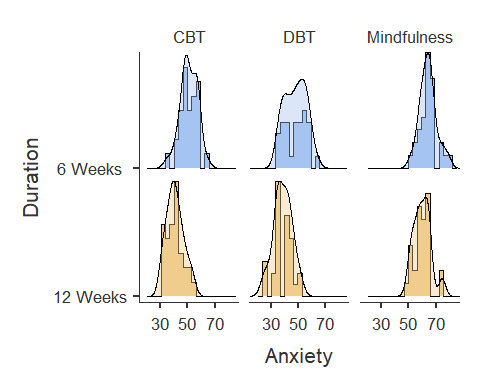 CBT DBT Mindfulness
Duration
6 Weeks
12 Weeks
30 50 70 30 50 70 30 50 70
Anxiety